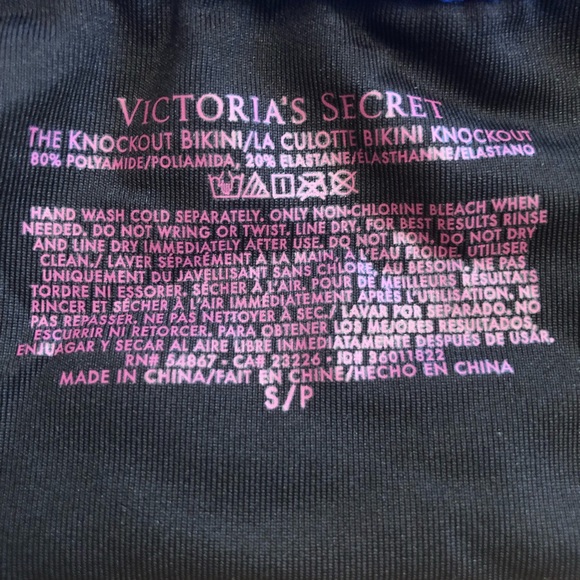 VICTORIA'S SECRET
THE KNOCKOUT BIKINI/LA CULOTTE BIKINI KNOCKOUT
80% POLYAMIDE/POLIAMIDA, 20% ELASTANE/ÉLASTHANNE/ELASTANO
HAND WASH COLD SEPARATELY. ONLY NON-CHLORINE BLEACH WHEN
NEEDED. DO NOT WRING OR TWIST. LINE DRY. FOR BEST RESULTS RINSE
AND LINE DRY IMMEDIATELY AFTER USE. DO NOT IRON. DO NOT DRY
CLEAN./ LAVER SÉPARÉMENT À LA MAIN, À L'EAU FROIDE. UTILISER
UNIQUEMENT DU JAVELLISANT SANS CHLORE, AU BESOIN. NE PAS
TORDRE NI ESSORER. SÉCHER À L'AIR. POUR DE MEILLEURS RÉSULTATS
RINCER ET SÉCHER À L'AIR IMMÉDIATEMENT APRÈS L'UTILISATION. NE
PAS REPASSER. NE PAS NETTOYER À SEC./ LAVAR POR SEPARADO. NO
ESCURRIR NI RETORCER. PARA OBTENER LOS MEJORES RESULTADOS,
ENJUAGAR Y SECAR AL AIRE LIBRE INMEDIATAMENTE DESPUÉS DE USAR.
RN# 54867 - CA# 23226 - ID# 36011822
MADE IN CHINA/FAIT EN CHINE/HECHO EN CHINA
S/P